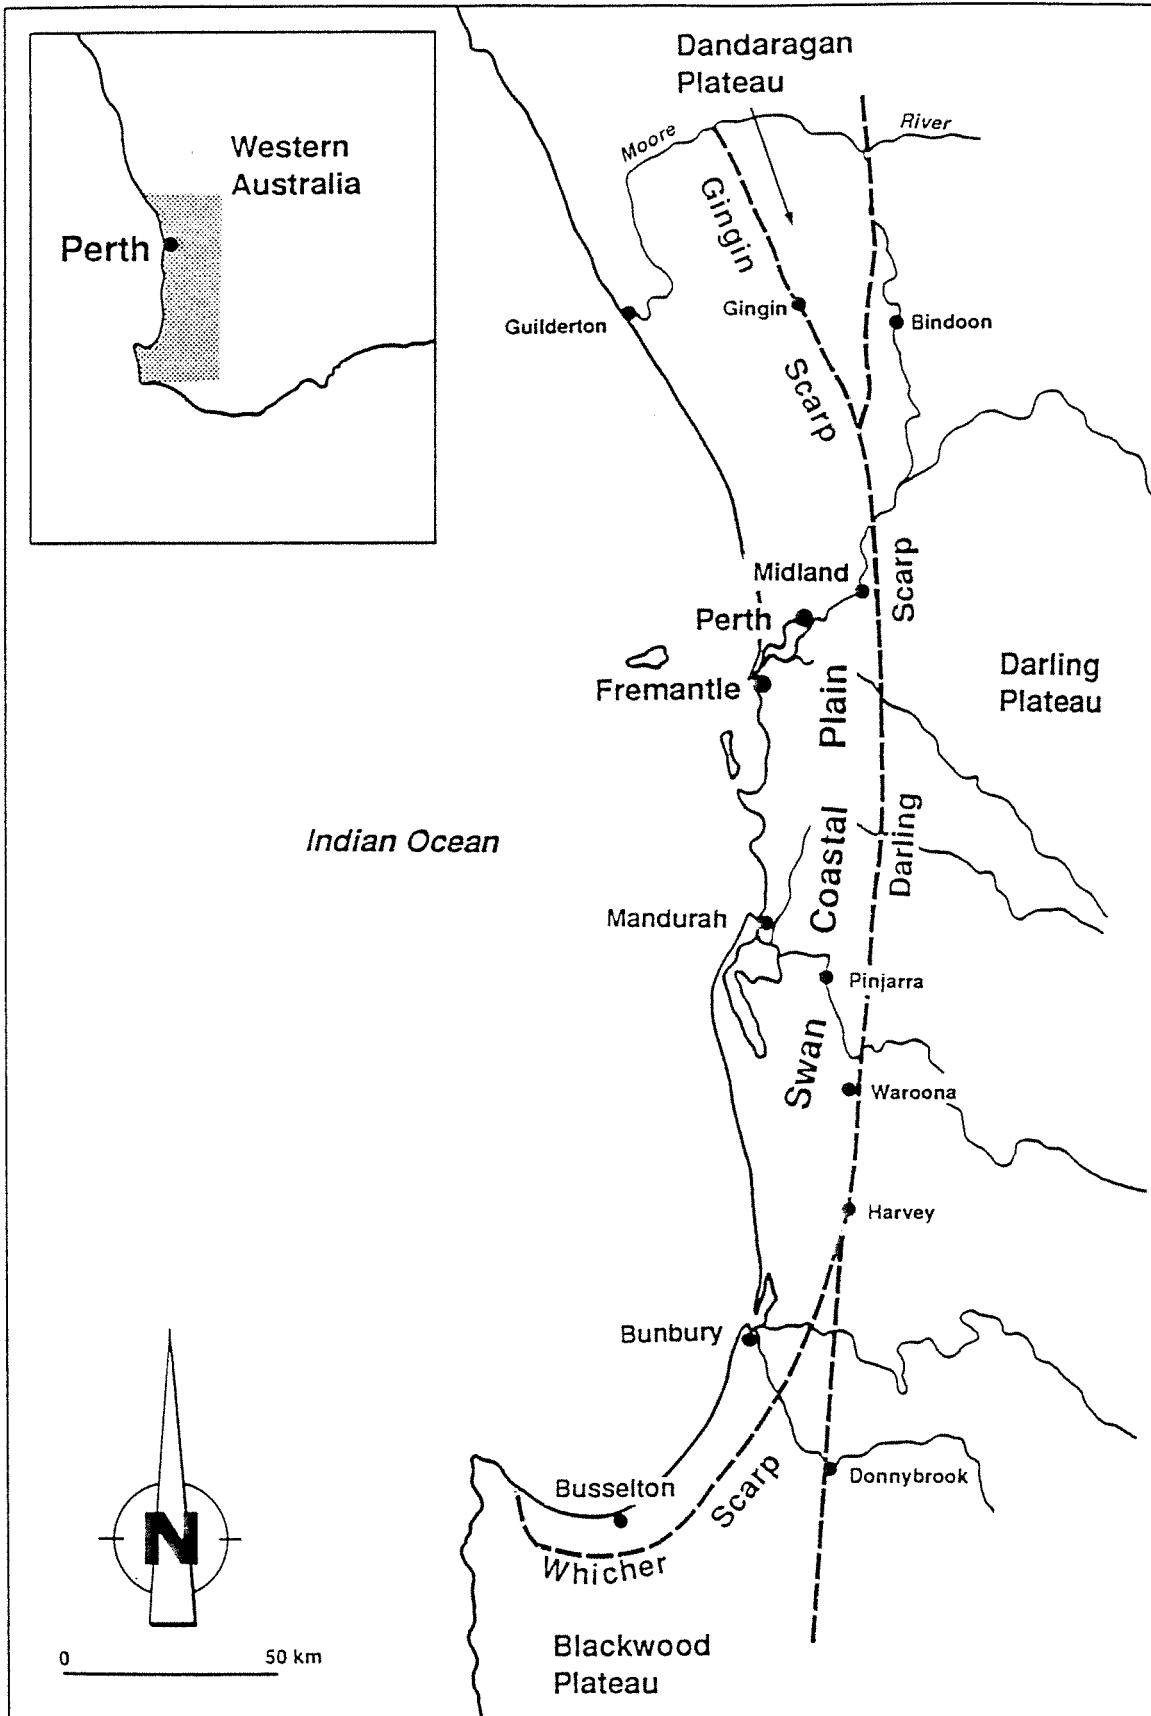 Dandaragan
Plateau
Western
Australia
Perth
Moore
River
Gingin
Scarp
Guilderton
Gingin
Bindoon
Midland
Scarp
Perth
Fremantle
Darling
Plateau
Indian Ocean
Swan Coastal Plain
Darling
Mandurah
Pinjarra
Waroona
Harvey
Bunbury
Busselton
Donnybrook
Whicher Scarp
Blackwood
Plateau
N
0 50 km